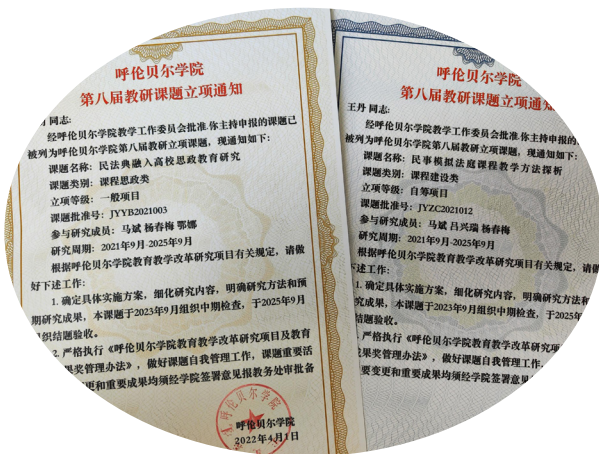 呼伦贝尔学院
第八届教研课题立项通知
同志:
经呼伦贝尔学院教学工作委员会批准,你主持申报的课题已
被列为呼伦贝尔学院第八届教研立项课题,现通知如下:
课题名称:民法典融入高校思政教育研究
课题类别:课程思政类
立项等级:一般项目
课题批准号:JYYB2021003
参与研究成员:马斌 杨春梅 鄂娜
研究周期:2021年9月-2025年9月
根据呼伦贝尔学院教育教学改革研究项目有关规定,请做
好下述工作:
1. 确定具体实施方案,细化研究内容,明确研究方法和预
期研究成果,本课题于2023年9月组织中期检查,于2025年9月
织结题验收。
2. 严格执行《呼伦贝尔学院教育教学改革研究项目及教育
果奖管理办法》,做好课题自我管理工作,课题重要活
变更和重要成果均须经学院签署意见报教务处审批备
呼伦贝尔学院
2022年4月1日
呼伦贝尔学院
呼伦贝尔学院
第八届教研课题立项通知
王丹 同志:
经呼伦贝尔学院教学工作委员会批准,你主持申报的
被列为呼伦贝尔学院第八届教研立项课题,现通知如下:
课题名称:民事模拟法庭课程教学方法探析
课题类别:课程建设类
立项等级:自筹项目
课题批准号:JYZC2021012
参与研究成员:马斌 吕兴瑞 杨春梅
研究周期:2021年9月-2025年9月
根据呼伦贝尔学院教育教学改革研究项目有关规定,请
下述工作:
1. 确定具体实施方案,细化研究内容,明确研究方法和
研究成果,本课题于2023年9月组织中期检查,于2025年
织结题验收。
严格执行《呼伦贝尔学院教育教学改革研究项目及
果奖管理办法》,做好课题自我管理工作,
要变更和重要成果均须经学院签署意见